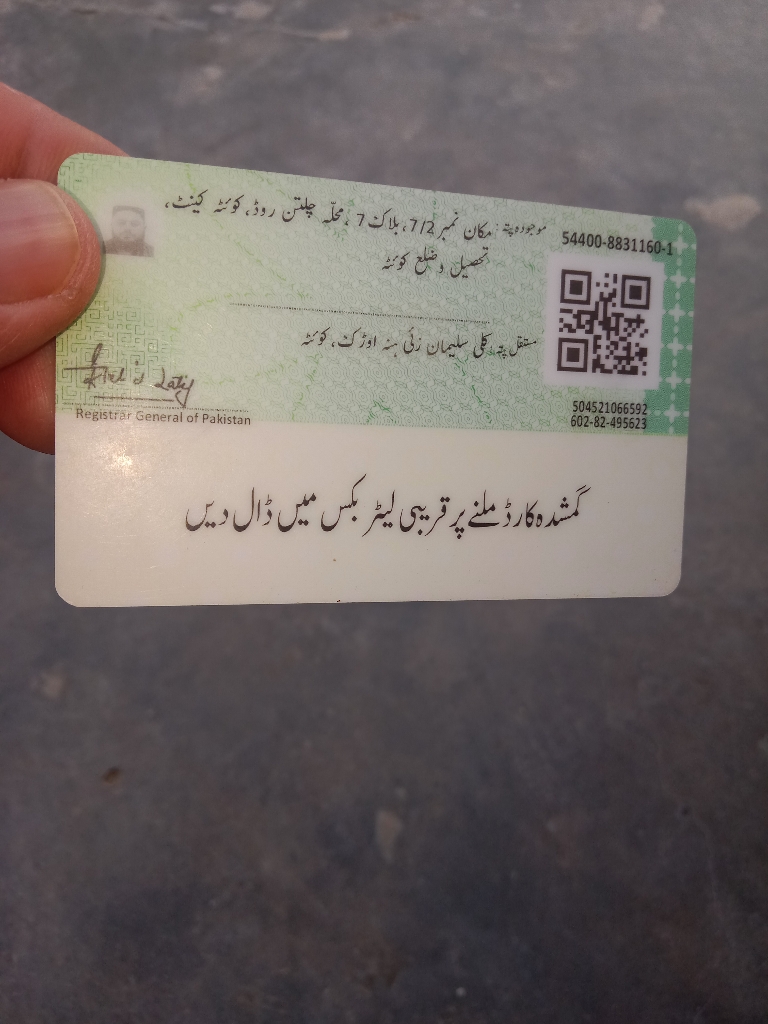 موجودہ پتہ: مکان نمبر 7/2، بلاک 7، محلّہ چلتن روڈ، کوئٹہ کینٹ،
تحصیل و ضلع کوئٹہ
54400-8831160-1
مستقل پتہ: کلی سلیمان زئی ہنہ اوڑک، کوئٹہ
504521066592
602-82-495623
Registrar General of Pakistan
گمشدہ کارڈ ملنے پر قریبی لیٹر بکس میں ڈال دیں